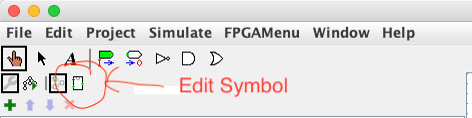 File Edit Project Simulate FPGAMenu Window Help
A
Edit Symbol